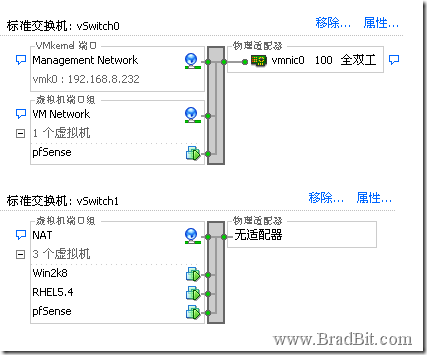 标准交换机: vSwitch0 移除... 属性...
VMkernel 端口 物理适配器
Management Network vmnic0 100 全双工
vmk0 : 192.168.8.232
虚拟机端口组
VM Network
1 个虚拟机
pfSense
标准交换机: vSwitch1 移除... 属性...
虚拟机端口组 物理适配器
NAT 无适配器
3 个虚拟机
Win2k8
RHEL5.4
pfSense
www.BradBit.com